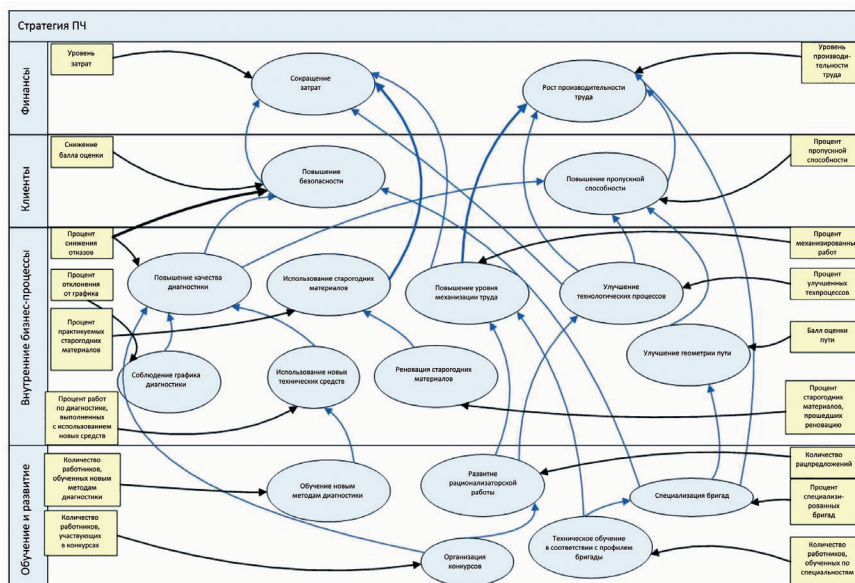 Стратегия ПЧ
Финансы
Уровень
затрат
Сокращение
затрат
Рост производительности
труда
Уровень
производи-
тельности
труда
Клиенты
Снижение
балла оценки
Повышение
безопасности
Повышение пропускной
способности
Процент
пропускной
способности
Внутренние бизнес-процессы
Процент
снижения
отказов
Процент
отклонения
от графика
Процент
практикуемых
старогодних
материалов
Процент работ
по диагностике,
выполненных
с использованием
новых средств
Повышение качества
диагностики
Использование старогодних
материалов
Повышение уровня
механизации труда
Улучшение
технологических процессов
Улучшение геометрии пути
Соблюдение графика
диагностики
Использование новых
технических средств
Реновация старогодних
материалов
Процент
механизированных
работ
Процент
улучшенных
техпроцессов
Балл оценки
пути
Процент
старогодних
материалов,
прошедших
реновацию
Обучение и развитие
Количество
работников,
обученных новым
методам
диагностики
Количество
работников,
участвующих
в конкурсах
Обучение новым
методам диагностики
Развитие
рационализаторской
работы
Специализация бригад
Организация
конкурсов
Техническое обучение
в соответствии с профилем
бригады
Количество
рацпредложений
Процент
специализи-
рованных
бригад
Количество
работников,
обученных по
специальностям